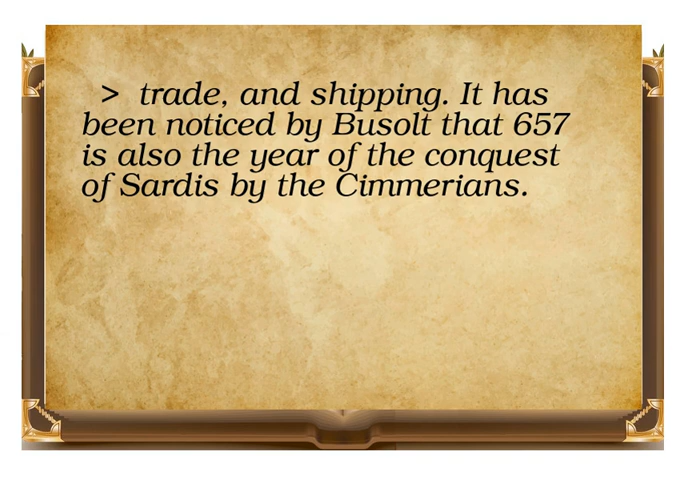 > trade, and shipping. It has
been noticed by Busolt that 657
is also the year of the conquest
of Sardis by the Cimmerians.